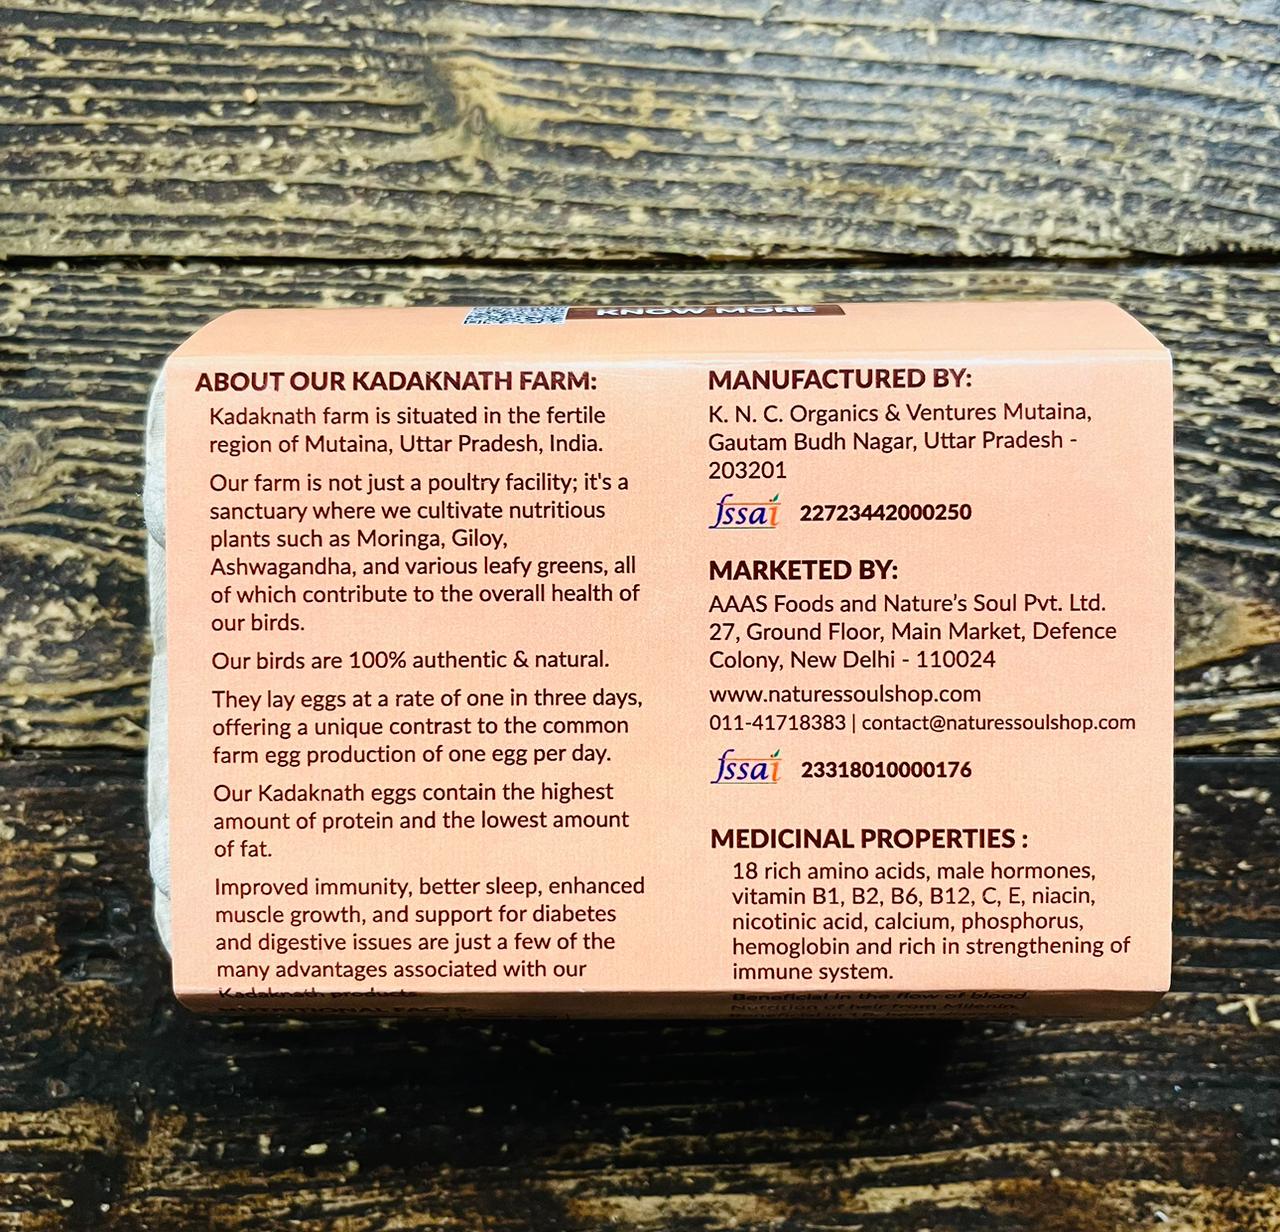 KNOW MORE
ABOUT OUR KADAKNATH FARM:
Kadaknath farm is situated in the fertile
region of Mutaina, Uttar Pradesh, India.
Our farm is not just a poultry facility; it's a
sanctuary where we cultivate nutritious
plants such as Moringa, Giloy,
Ashwagandha, and various leafy greens, all
of which contribute to the overall health of
our birds.
Our birds are 100% authentic & natural.
They lay eggs at a rate of one in three days,
offering a unique contrast to the common
farm egg production of one egg per day.
Our Kadaknath eggs contain the highest
amount of protein and the lowest amount
of fat.
Improved immunity, better sleep, enhanced
muscle growth, and support for diabetes
and digestive issues are just a few of the
many advantages associated with our
Kadaknath products.
NUTRITIONAL FACTS
MANUFACTURED BY:
K. N. C. Organics & Ventures Mutaina,
Gautam Budh Nagar, Uttar Pradesh -
203201
fssai 22723442000250
MARKETED BY:
AAAS Foods and Nature's Soul Pvt. Ltd.
27, Ground Floor, Main Market, Defence
Colony, New Delhi - 110024
www.naturessoulshop.com
011-41718383 | contact@naturessoulshop.com
fssai 23318010000176
MEDICINAL PROPERTIES :
18 rich amino acids, male hormones,
vitamin B1, B2, B6, B12, C, E, niacin,
nicotinic acid, calcium, phosphorus,
hemoglobin and rich in strengthening of
immune system.
Beneficial in the flow of blood.
Nutrition of heir from
Beneficial in